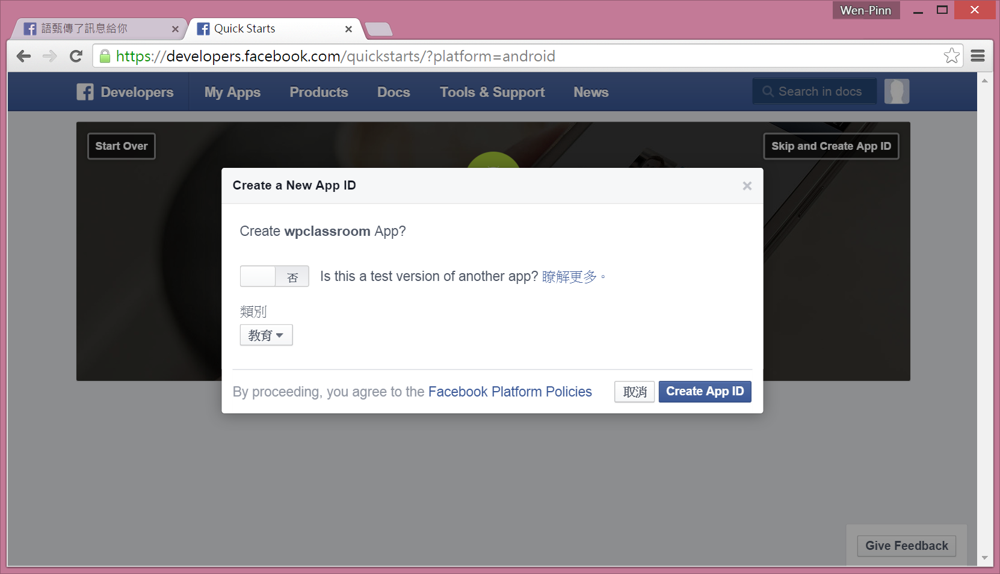 Wen-Pinn
語甄傳了訊息給你
Quick Starts
https://developers.facebook.com/quickstarts/?platform=android
Developers My Apps Products Docs Tools & Support News Search in docs
Start Over Skip and Create App ID
Create a New App ID
Create wpclassroom App?
否 Is this a test version of another app? 瞭解更多。
類別
教育
By proceeding, you agree to the Facebook Platform Policies 取消 Create App ID
Give Feedback